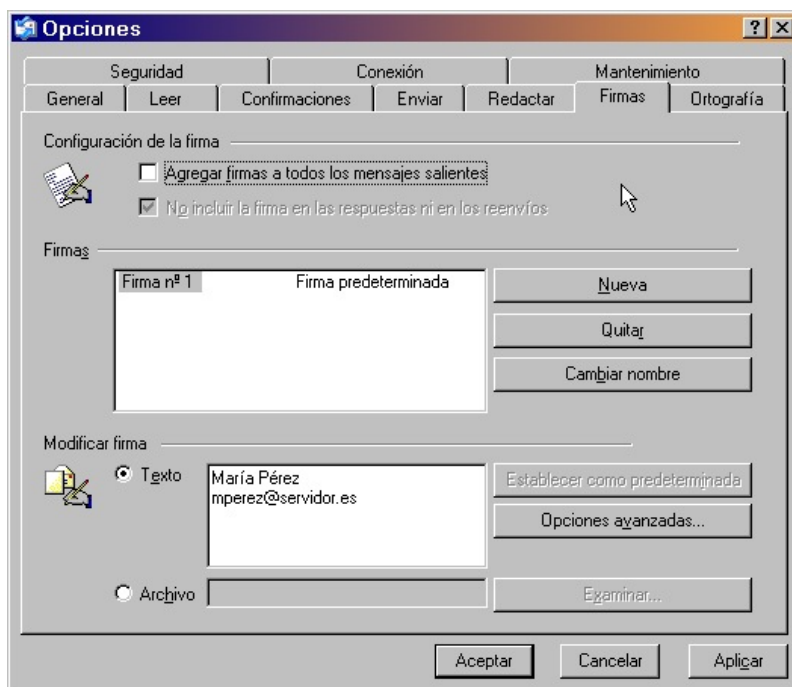 Opciones
Seguridad Conexión Mantenimiento
General Leer Confirmaciones Enviar Redactar Firmas Ortografía
Configuración de la firma
Agregar firmas a todos los mensajes salientes
No incluir la firma en las respuestas ni en los reenvíos
Firmas
Firma nº 1 Firma predeterminada
Nueva
Quitar
Cambiar nombre
Modificar firma
Texto
María Pérez
mperez@servidor.es
Establecer como predeterminada
Opciones avanzadas...
Archivo
Examinar...
Aceptar Cancelar Aplicar